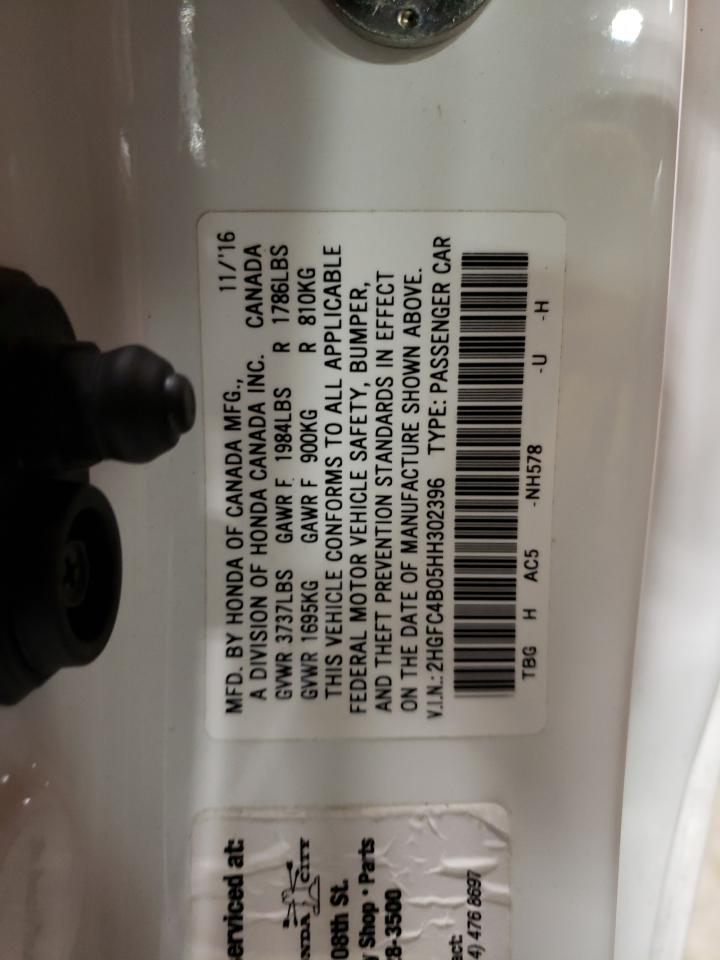 MFD. BY HONDA OF CANADA MFG., 11/'16
A DIVISION OF HONDA CANADA INC. CANADA
GVWR 3737LBS GAWR F 1984LBS R 1786LBS
GVWR 1695KG GAWR F 900KG R 810KG
THIS VEHICLE CONFORMS TO ALL APPLICABLE
FEDERAL MOTOR VEHICLE SAFETY, BUMPER,
AND THEFT PREVENTION STANDARDS IN EFFECT
ON THE DATE OF MANUFACTURE SHOWN ABOVE.
V.I.N.: 2HGFC4B05HH302396 TYPE: PASSENGER CAR
TBG H AC5 -NH578 -U -H
erviced at:
NDA CITY
08th St.
y Shop • Parts
28-3500
ect:
4) 476 8697